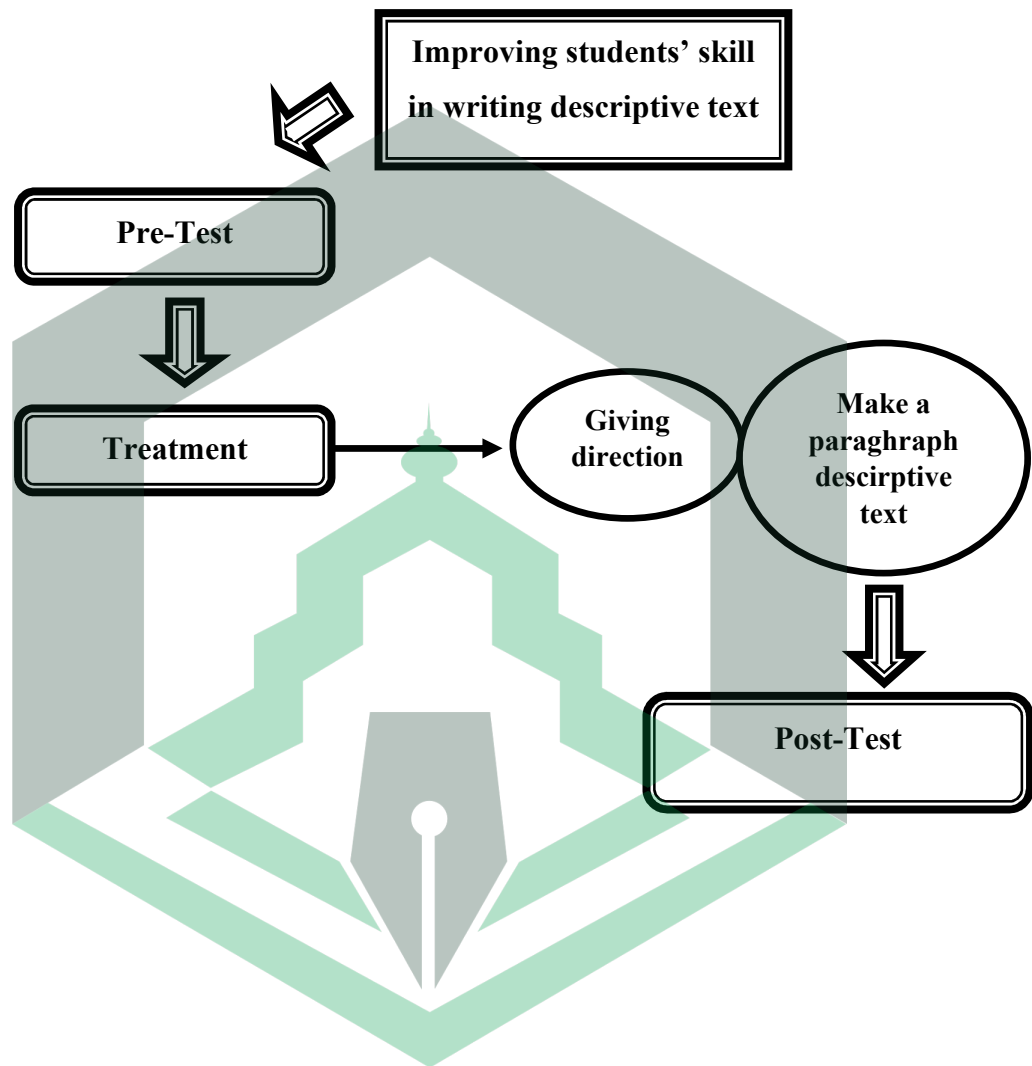 Improving students’ skill
in writing descriptive text
Pre-Test
Treatment
Giving
direction
Make a
paraghraph
descirptive
text
Post-Test